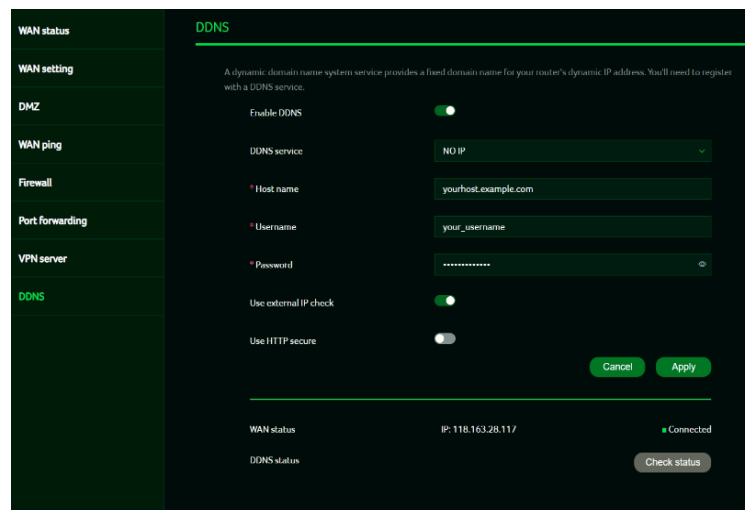 WAN status
WAN setting
DMZ
WAN ping
Firewall
Port forwarding
VPN server
DDNS
DDNS
A dynamic domain name system service provides a fixed domain name for your router's dynamic IP address. You'll need to register
with a DDNS service.
Enable DDNS
DDNS service NO IP
* Host name yourhost.example.com
* Username your_username
* Password •••••••••••••
Use external IP check
Use HTTP secure
Cancel Apply
WAN status IP: 118.163.28.117 Connected
DDNS status Check status